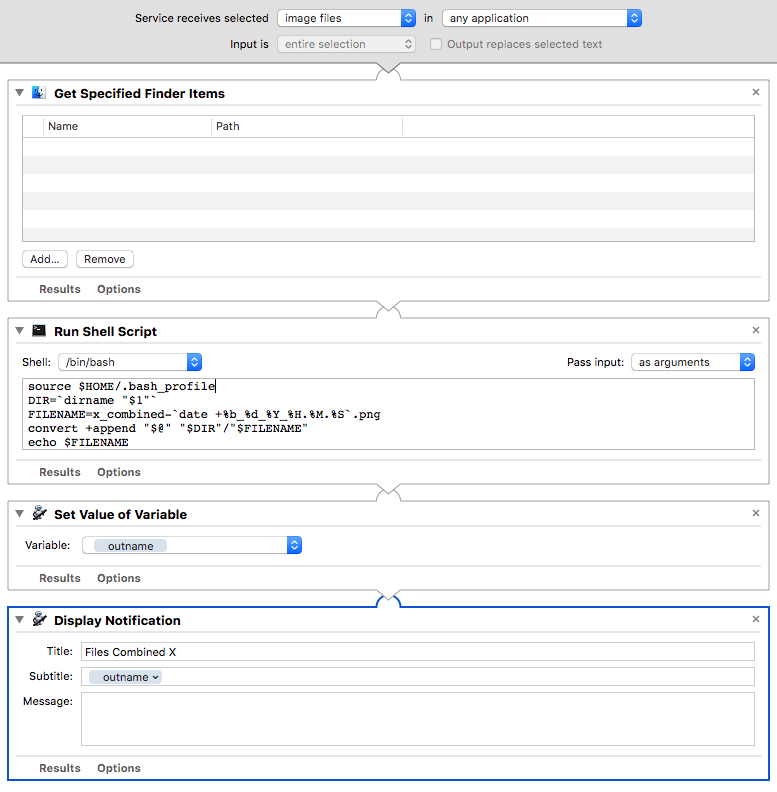 Service receives selected image files in any application
Input is entire selection Output replaces selected text
Get Specified Finder Items
Name Path
Add... Remove
Results Options
Run Shell Script
Shell: /bin/bash Pass input: as arguments
source $HOME/.bash_profile
DIR=`dirname "$1"`
FILENAME=x_combined-`date +%b_%d_%Y_%H.%M.%S`.png
convert +append "$@" "$DIR"/"$FILENAME"
echo $FILENAME
Results Options
Set Value of Variable
Variable: outname
Results Options
Display Notification
Title: Files Combined X
Subtitle: outname
Message:
Results Options